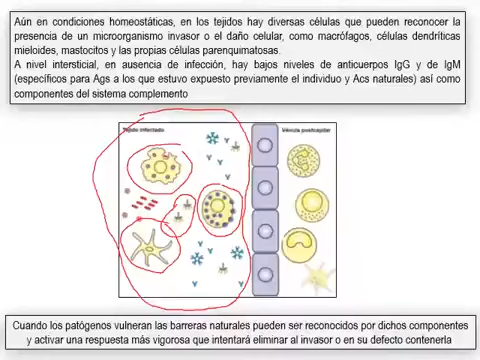 Aún en condiciones homeostáticas, en los tejidos hay diversas células que pueden reconocer la
presencia de un microorganismo invasor o el daño celular, como macrófagos, células dendríticas
mieloides, mastocitos y las propias células parenquimatosas.
A nivel intersticial, en ausencia de infección, hay bajos niveles de anticuerpos IgG y de IgM
(específicos para Ags a los que estuvo expuesto previamente el individuo y Acs naturales) así como
componentes del sistema complemento
Tejido infectado
Vénula postcapilar
Cuando los patógenos vulneran las barreras naturales pueden ser reconocidos por dichos componentes
y activar una respuesta más vigorosa que intentará eliminar al invasor o en su defecto contenerla